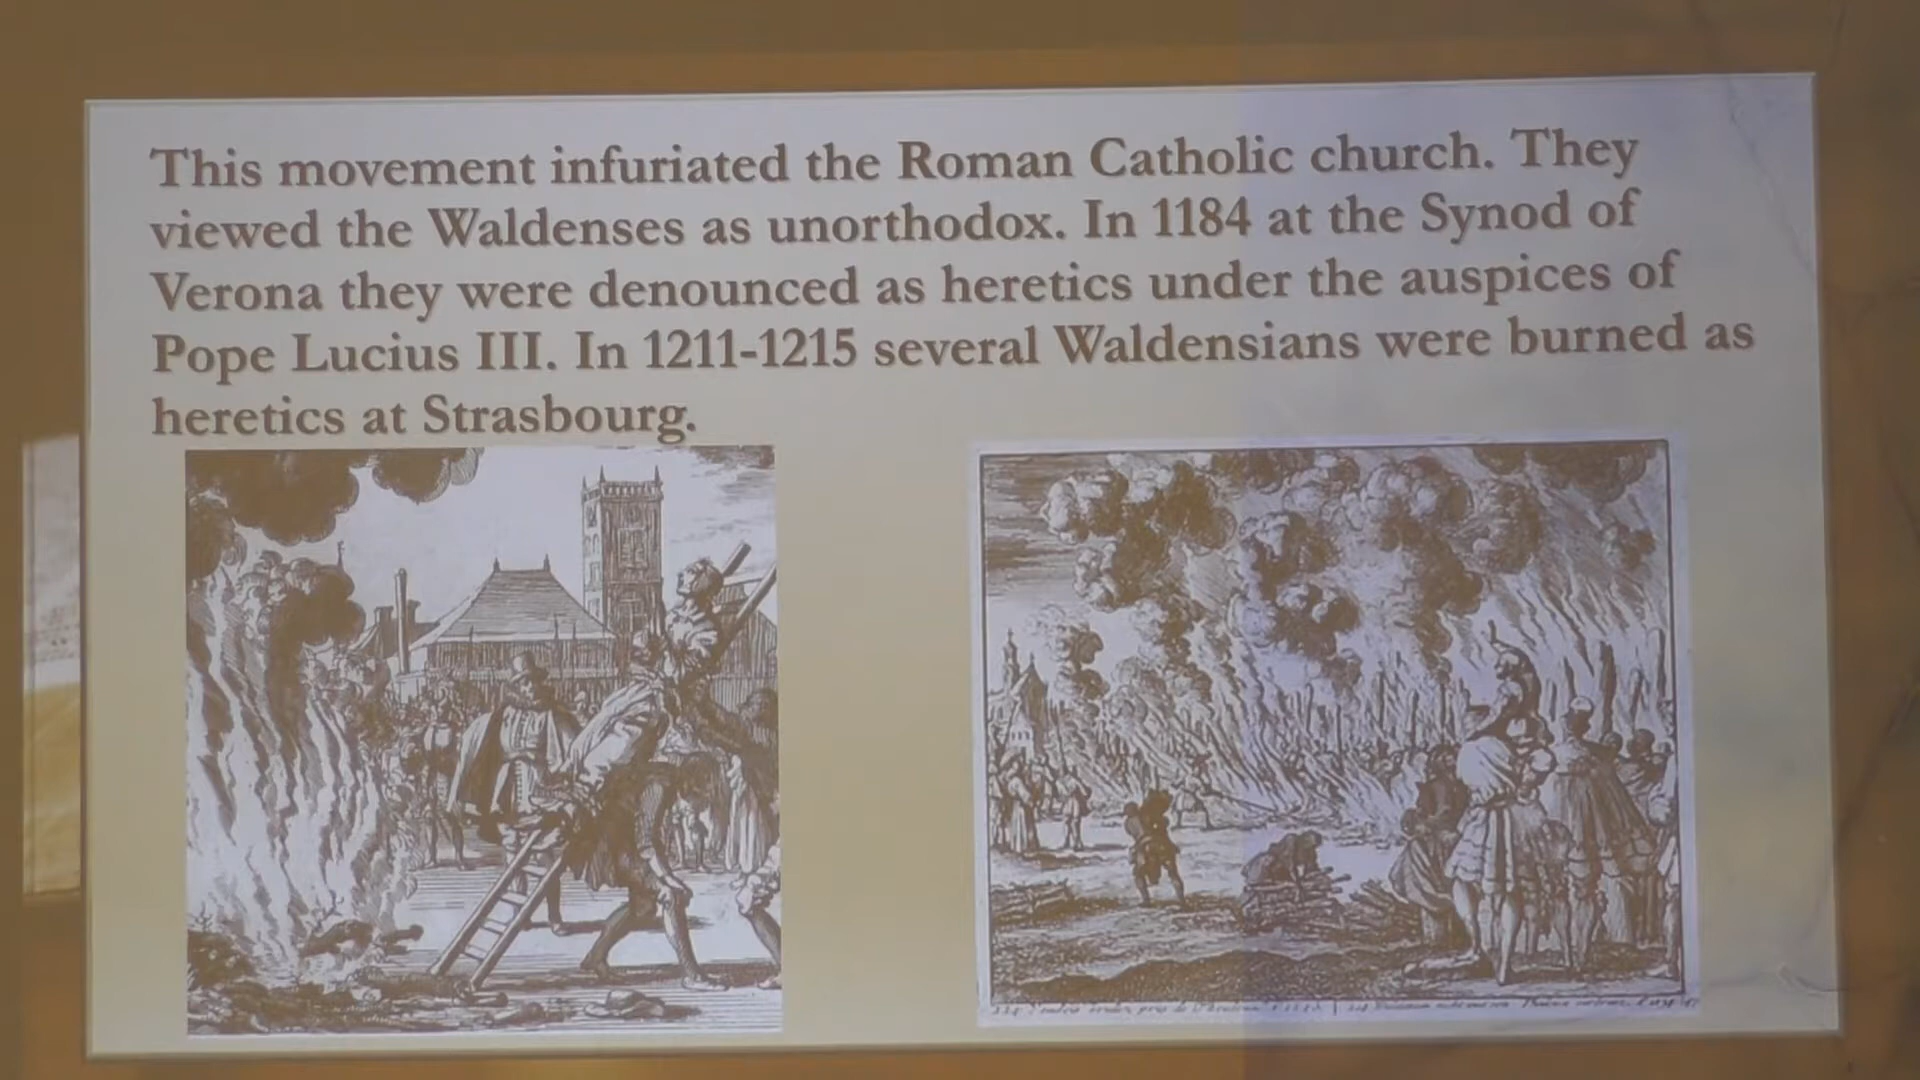 This movement infuriated the Roman Catholic church. They
viewed the Waldenses as unorthodox. In 1184 at the Synod of
Verona they were denounced as heretics under the auspices of
Pope Lucius III. In 1211-1215 several Waldensians were burned as
heretics at Strasbourg.